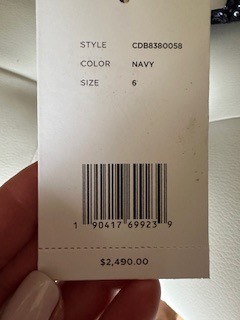 STYLE CDB8380058
COLOR NAVY
SIZE 6
1 90417 69923 9
$2,490.00